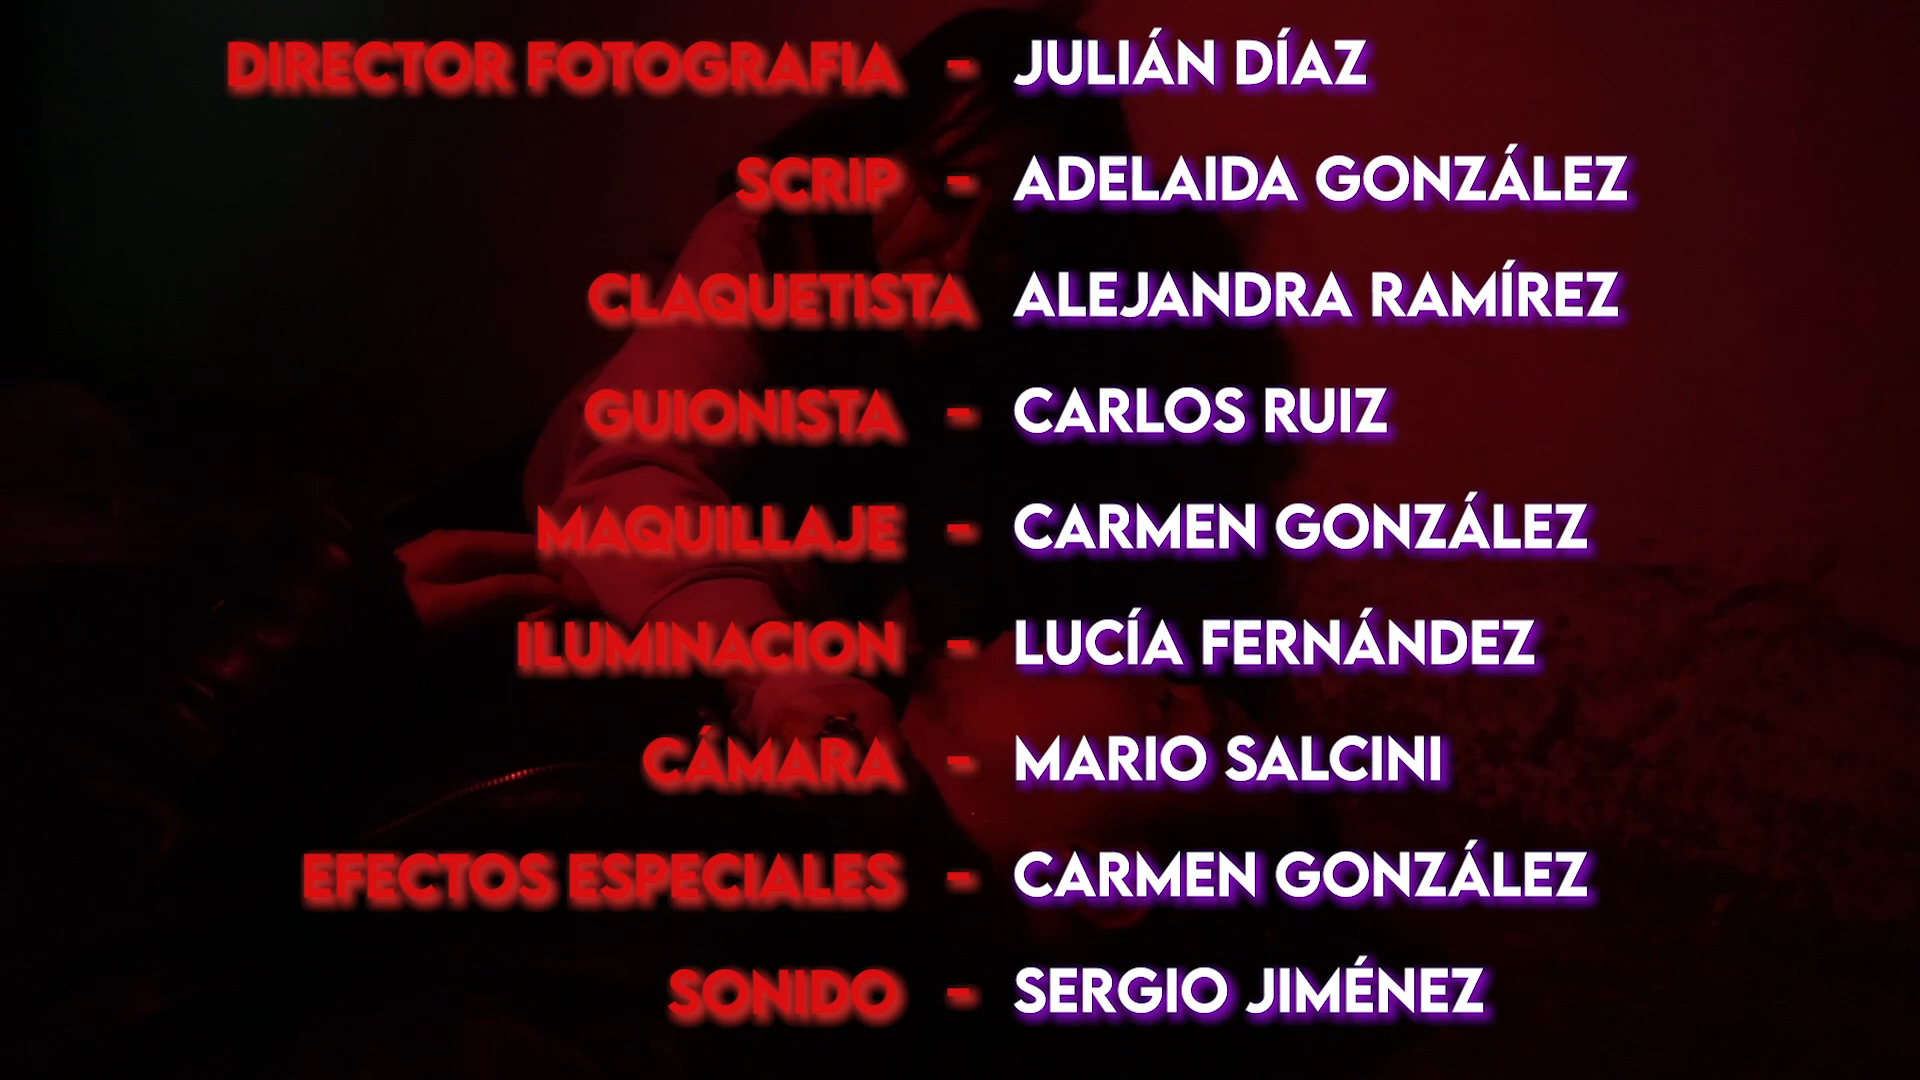 DIRECTOR FOTOGRAFIA - JULIÁN DÍAZ
SCRIP - ADELAIDA GONZÁLEZ
CLAQUETISTA ALEJANDRA RAMÍREZ
GUIONISTA - CARLOS RUIZ
MAQUILLAJE - CARMEN GONZÁLEZ
ILUMINACION - LUCÍA FERNÁNDEZ
CÁMARA - MARIO SALCINI
EFECTOS ESPECIALES - CARMEN GONZÁLEZ
SONIDO - SERGIO JIMÉNEZ